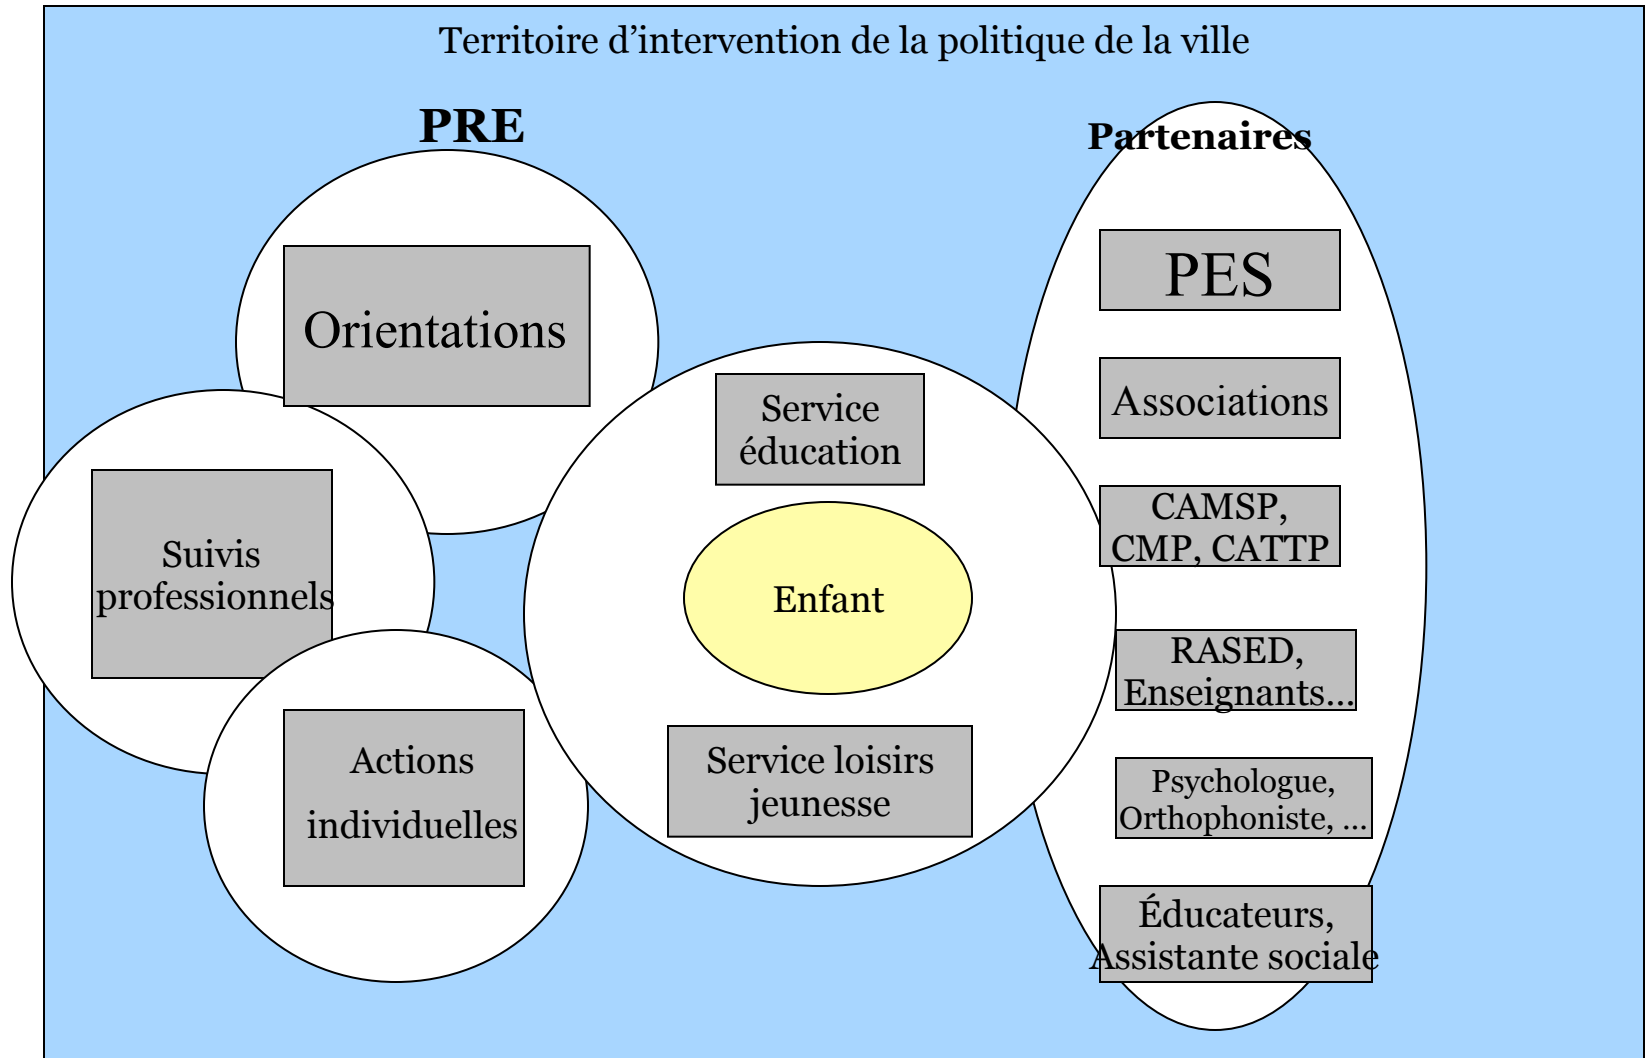 Territoire d’intervention de la politique de la ville
PRE
Orientations
Suivis
professionnels
Actions
individuelles
Service
éducation
Enfant
Service loisirs
jeunesse
Partenaires
PES
Associations
CAMSP,
CMP, CATTP
RASED,
Enseignants...
Psychologue,
Orthophoniste, ...
Éducateurs,
Assistante sociale